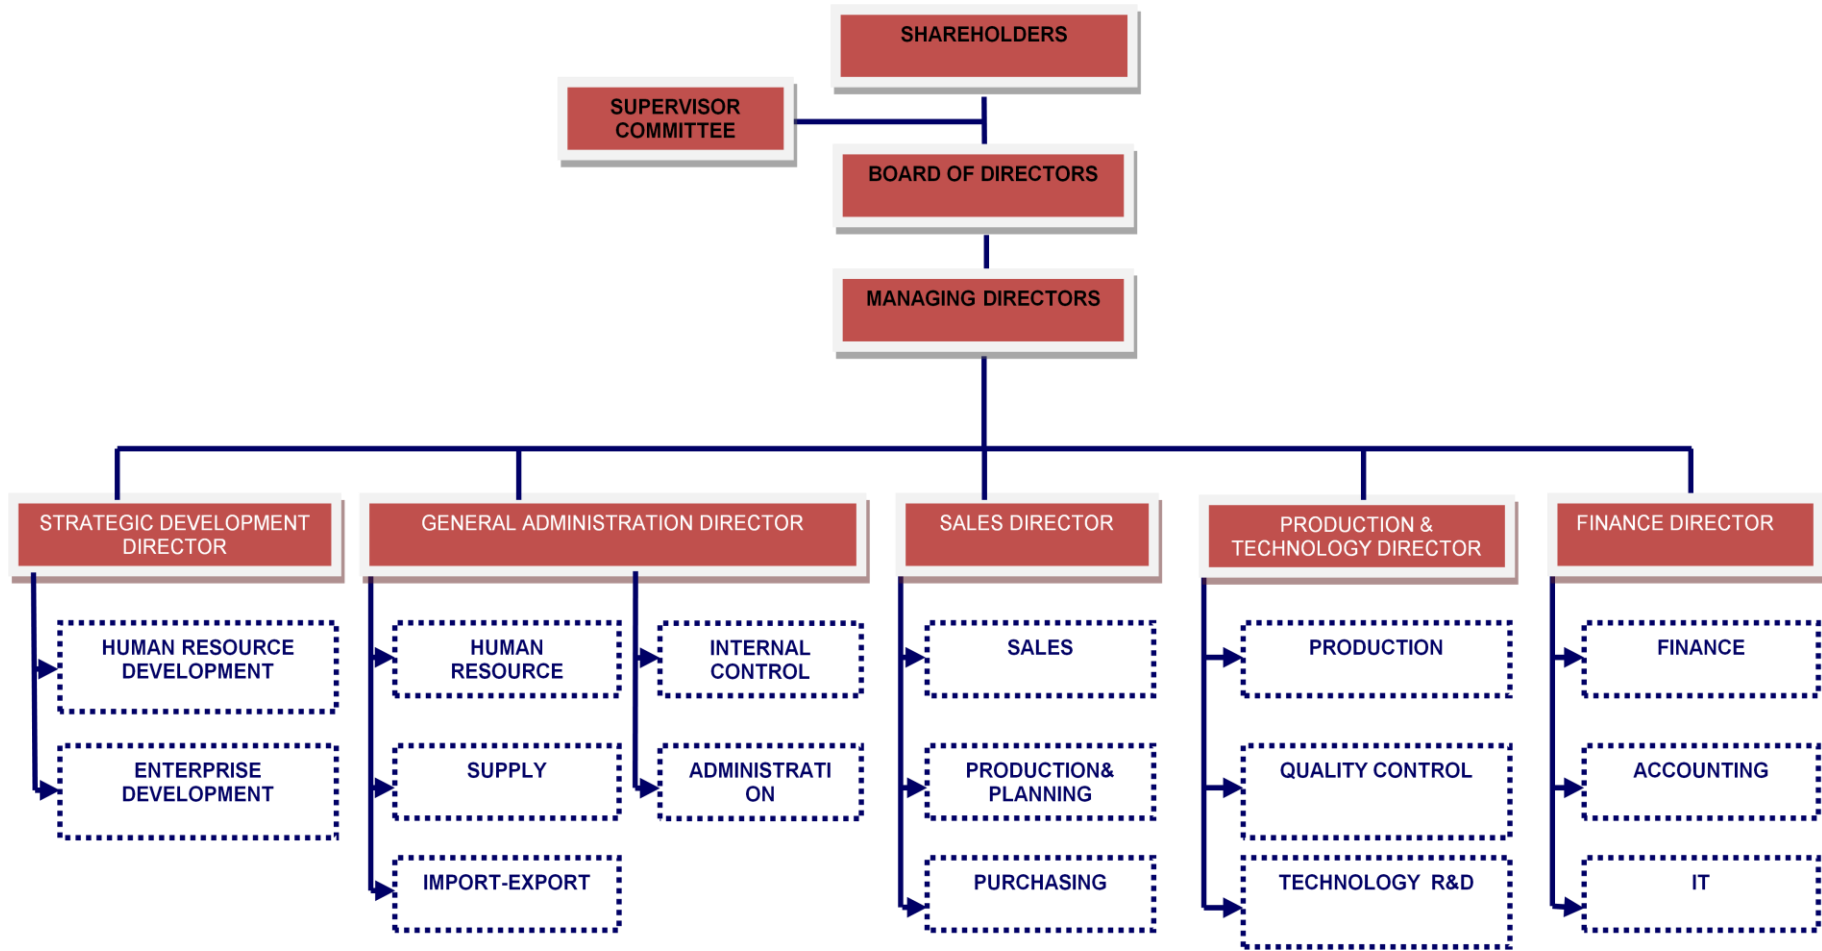 SHAREHOLDERS
SUPERVISOR
COMMITTEE
BOARD OF DIRECTORS
MANAGING DIRECTORS
STRATEGIC DEVELOPMENT
DIRECTOR
GENERAL ADMINISTRATION DIRECTOR
SALES DIRECTOR
PRODUCTION &
TECHNOLOGY DIRECTOR
FINANCE DIRECTOR
HUMAN RESOURCE
DEVELOPMENT
ENTERPRISE
DEVELOPMENT
HUMAN
RESOURCE
SUPPLY
IMPORT-EXPORT
INTERNAL
CONTROL
ADMINISTRATI
ON
SALES
PRODUCTION&
PLANNING
PURCHASING
PRODUCTION
QUALITY CONTROL
TECHNOLOGY R&D
FINANCE
ACCOUNTING
IT